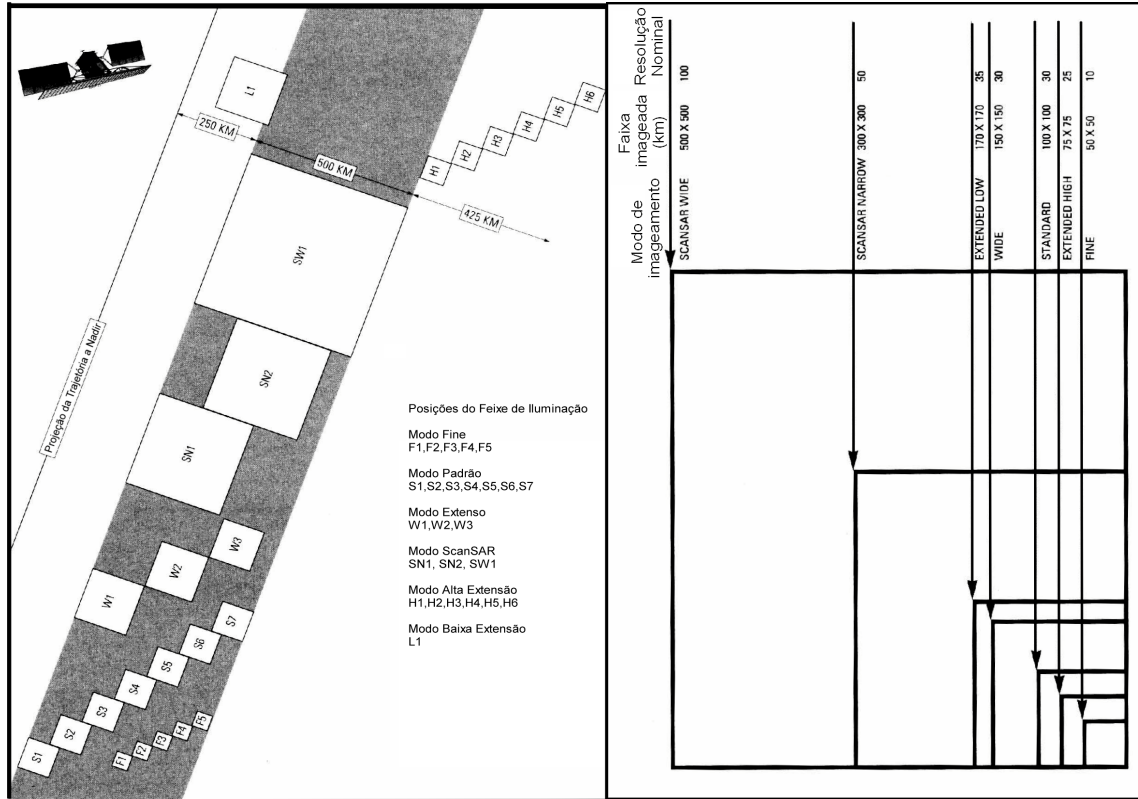 L1
250 KM
500 KM
425 KM
H1
H2
H3
H4
H5
H6
SW1
SN2
SN1
Projeção da Trajetória a Nadir
W1
W2
W3
S1
S2
S3
S4
S5
S6
S7
F1
F2
F3
F4
F5
Posições do Feixe de Iluminação
Modo Fine
F1,F2,F3,F4,F5
Modo Padrão
S1,S2,S3,S4,S5,S6,S7
Modo Extenso
W1,W2,W3
Modo ScanSAR
SN1, SN2, SW1
Modo Alta Extensão
H1,H2,H3,H4,H5,H6
Modo Baixa Extensão
L1
Modo de
imageamento
Faixa
imageada
(km)
Resolução
Nominal
SCANSAR WIDE 500 X 500 100
SCANSAR NARROW 300 X 300 50
EXTENDED LOW 170 X 170 35
WIDE 150 X 150 30
STANDARD 100 X 100 30
EXTENDED HIGH 75 X 75 25
FINE 50 X 50 10